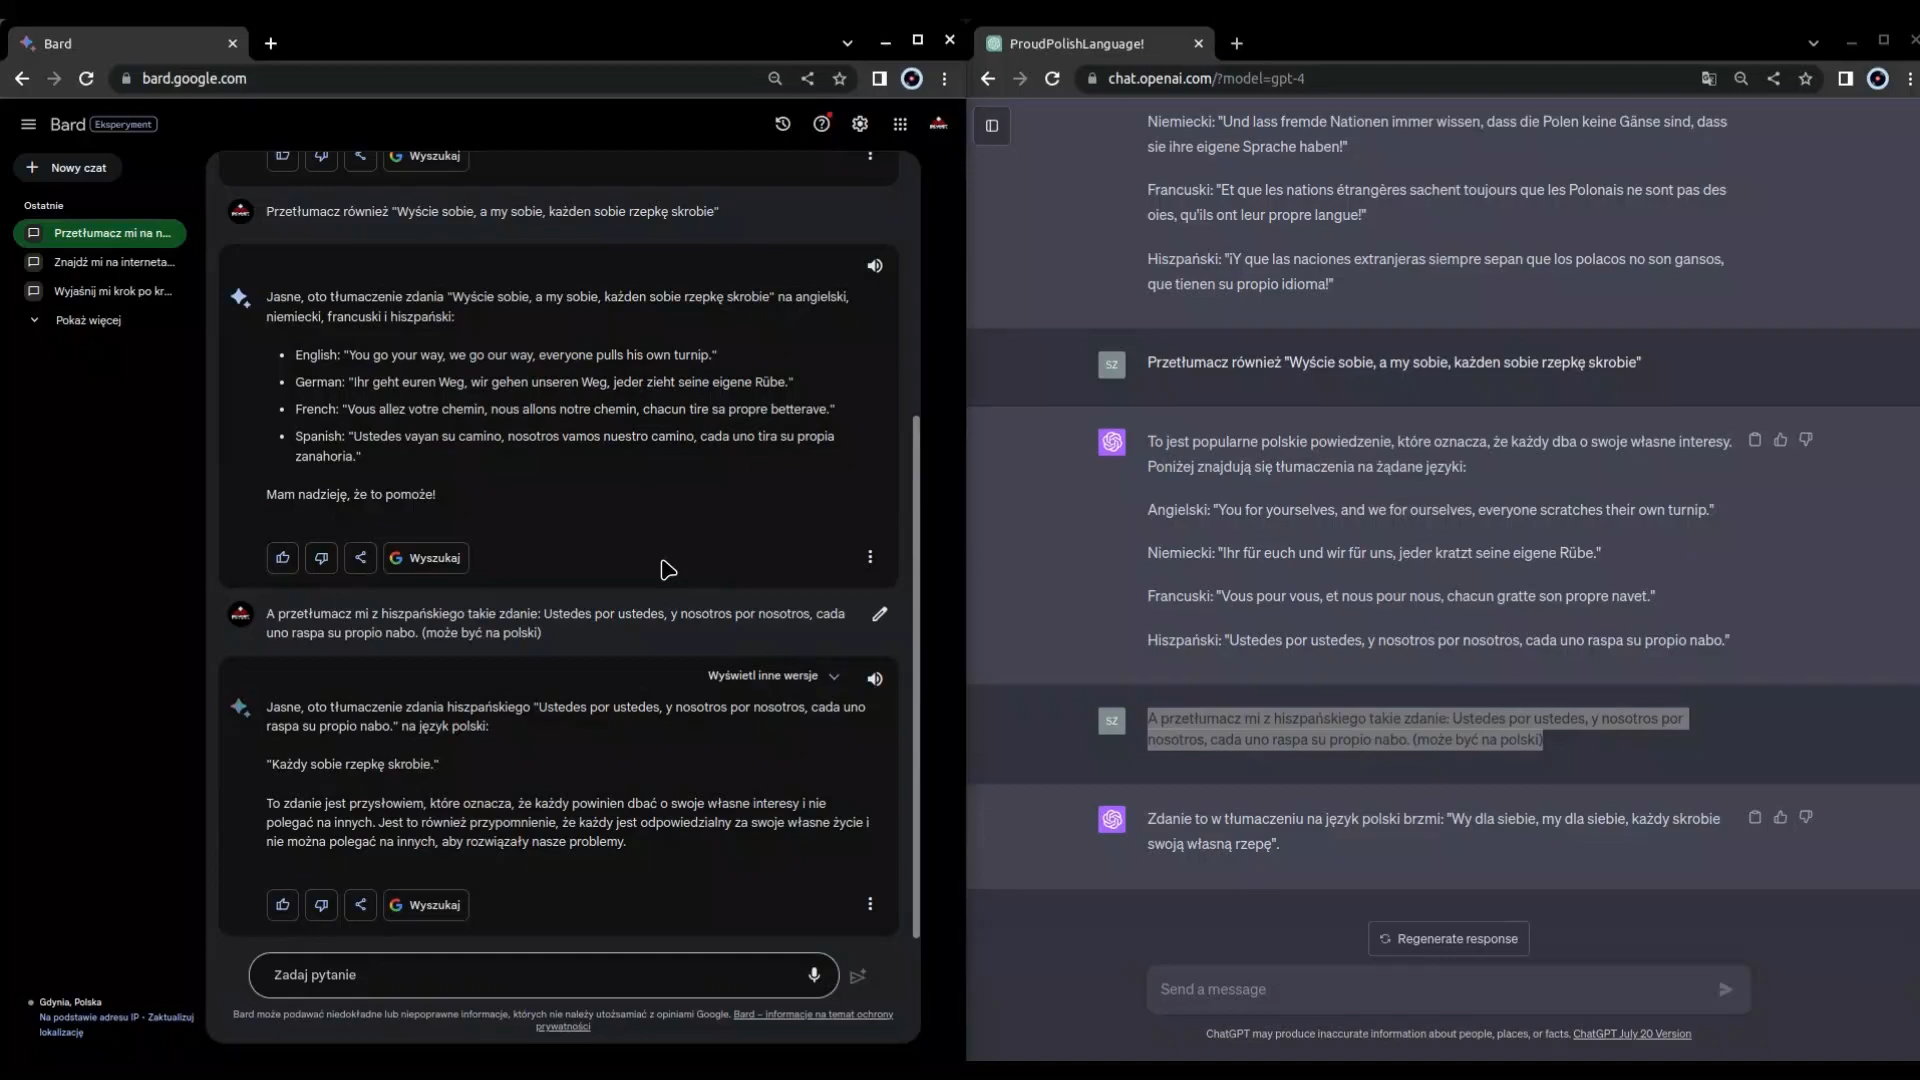 Bard
bard.google.com
Bard Eksperyment
Nowy czat
Ostatnie
Przetłumacz mi na n...
Znajdź mi na interneta...
Wyjaśnij mi krok po kr...
Pokaż więcej
Gdynia, Polska
Na podstawie adresu IP • Zaktualizuj
lokalizację
Wyszukaj
Przetłumacz również "Wyście sobie, a my sobie, każden sobie rzepkę skrobie"
Jasne, oto tłumaczenie zdania "Wyście sobie, a my sobie, każden sobie rzepkę skrobie" na angielski,
niemiecki, francuski i hiszpański:
• English: "You go your way, we go our way, everyone pulls his own turnip."
• German: "Ihr geht euren Weg, wir gehen unseren Weg, jeder zieht seine eigene Rübe."
• French: "Vous allez votre chemin, nous allons notre chemin, chacun tire sa propre betterave."
• Spanish: "Ustedes vayan su camino, nosotros vamos nuestro camino, cada uno tira su propia
zanahoria."
Mam nadzieję, że to pomoże!
Wyszukaj
A przetłumacz mi z hiszpańskiego takie zdanie: Ustedes por ustedes, y nosotros por nosotros, cada
uno raspa su propio nabo. (może być na polski)
Wyświetl inne wersje
Jasne, oto tłumaczenie zdania hiszpańskiego "Ustedes por ustedes, y nosotros por nosotros, cada uno
raspa su propio nabo." na język polski:
"Każdy sobie rzepkę skrobie."
To zdanie jest przysłowiem, które oznacza, że każdy powinien dbać o swoje własne interesy i nie
polegać na innych. Jest to również przypomnienie, że każdy jest odpowiedzialny za swoje własne życie i
nie można polegać na innych, aby rozwiązały nasze problemy.
Wyszukaj
Zadaj pytanie
Bard może podawać niedokładne lub niepoprawne informacje, których nie należy utożsamiać z opiniami Google. Bard – informacje na temat ochrony
prywatności
ProudPolishLanguage!
chat.openai.com/?model=gpt-4
Niemiecki: "Und lass fremde Nationen immer wissen, dass die Polen keine Gänse sind, dass
sie ihre eigene Sprache haben!"
Francuski: "Et que les nations étrangères sachent toujours que les Polonais ne sont pas des
oies, qu'ils ont leur propre langue!"
Hiszpański: "¡Y que las naciones extranjeras siempre sepan que los polacos no son gansos,
que tienen su propio idioma!"
SZ
Przetłumacz również "Wyście sobie, a my sobie, każden sobie rzepkę skrobie"
To jest popularne polskie powiedzenie, które oznacza, że każdy dba o swoje własne interesy.
Poniżej znajdują się tłumaczenia na żądane języki:
Angielski: "You for yourselves, and we for ourselves, everyone scratches their own turnip."
Niemiecki: "Ihr für euch und wir für uns, jeder kratzt seine eigene Rübe."
Francuski: "Vous pour vous, et nous pour nous, chacun gratte son propre navet."
Hiszpański: "Ustedes por ustedes, y nosotros por nosotros, cada uno raspa su propio nabo."
SZ
A przetłumacz mi z hiszpańskiego takie zdanie: Ustedes por ustedes, y nosotros por
nosotros, cada uno raspa su propio nabo. (może być na polski)
Zdanie to w tłumaczeniu na język polski brzmi: "Wy dla siebie, my dla siebie, każdy skrobie
swoją własną rzepę".
Regenerate response
Send a message
ChatGPT may produce inaccurate information about people, places, or facts. ChatGPT July 20 Version